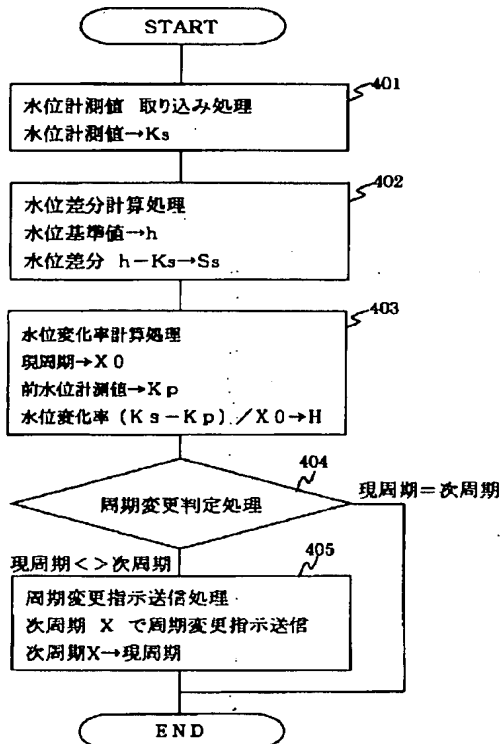 START
401
水位計測値 取り込み処理
水位計測値→Ks
402
水位差分計算処理
水位基準値→h
水位差分 h－Ks→Ss
403
水位変化率計算処理
現周期→X0
前水位計測値→Kp
水位変化率（Ks－Kp）／X0→H
404
周期変更判定処理
現周期＝次周期
現周期＜＞次周期
405
周期変更指示送信処理
次周期 X で周期変更指示送信
次周期X→現周期
END